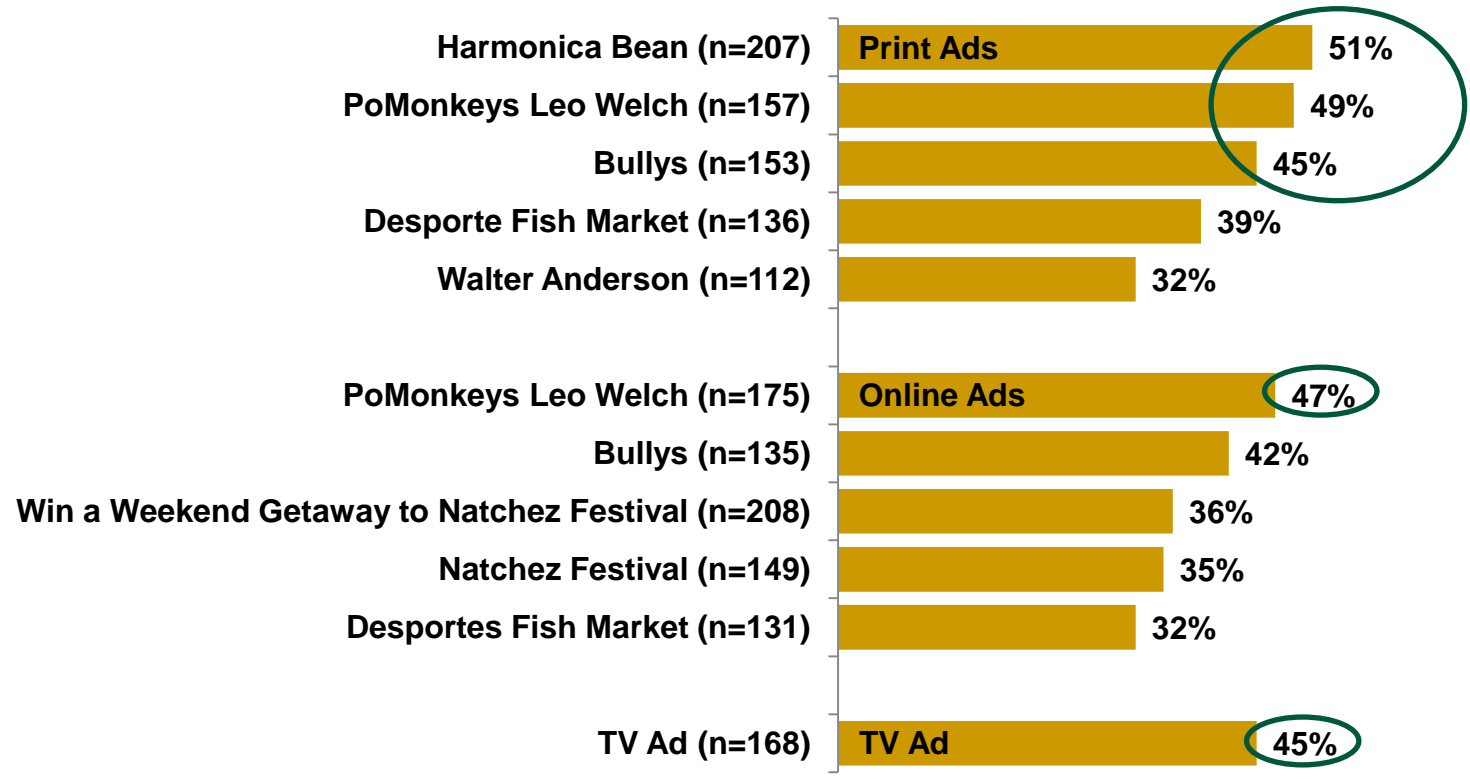 Harmonica Bean (n=207) Print Ads 51%
PoMonkeys Leo Welch (n=157) 49%
Bullys (n=153) 45%
Desporte Fish Market (n=136) 39%
Walter Anderson (n=112) 32%
PoMonkeys Leo Welch (n=175) Online Ads 47%
Bullys (n=135) 42%
Win a Weekend Getaway to Natchez Festival (n=208) 36%
Natchez Festival (n=149) 35%
Desportes Fish Market (n=131) 32%
TV Ad (n=168) TV Ad 45%